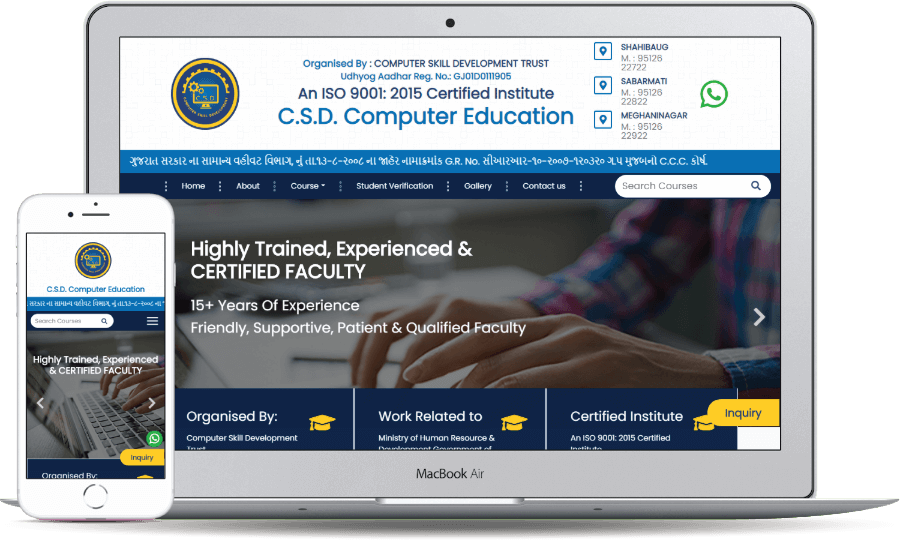 Organised By : COMPUTER SKILL DEVELOPMENT TRUST
Udhyog Aadhar Reg. No.: GJ01D0111905
An ISO 9001: 2015 Certified Institute
C.S.D. Computer Education
C.S.D
SHAHIBAUG
M. : 95126
22722
SABARMATI
M. : 95126
22822
MEGHANINAGAR
M. : 95126
22922
ગુજરાત સરકાર ના સામાન્ય વહીવટ વિભાગ, નું તા.૧૩-૮-૨૦૦૮ ના જાહેર નામાક્રમાંક G.R. No. સીઆરઆર-૧૦-૨૦૦૭-૧૨૦૩૨૦ ગ.૫ મુજબનો C.C.C. કોર્ષ.
Home About Course Student Verification Gallery Contact us Search Courses
Highly Trained, Experienced &
CERTIFIED FACULTY
15+ Years Of Experience
Friendly, Supportive, Patient & Qualified Faculty
Organised By:
Computer Skill Development
Trust
Work Related to
Ministry of Human Resource &
Development Government of
Certified Institute
An ISO 9001: 2015 Certified
Institute
Inquiry
MacBook Air
C.S.D. Computer Education
સરકાર ના સામાન્ય વહીવટ વિભાગ, નું તા.૧૩-૮-૨૦૦૮ ના
Search Courses
Highly Trained, Experienced
& CERTIFIED FACULTY
Inquiry
Organised By: